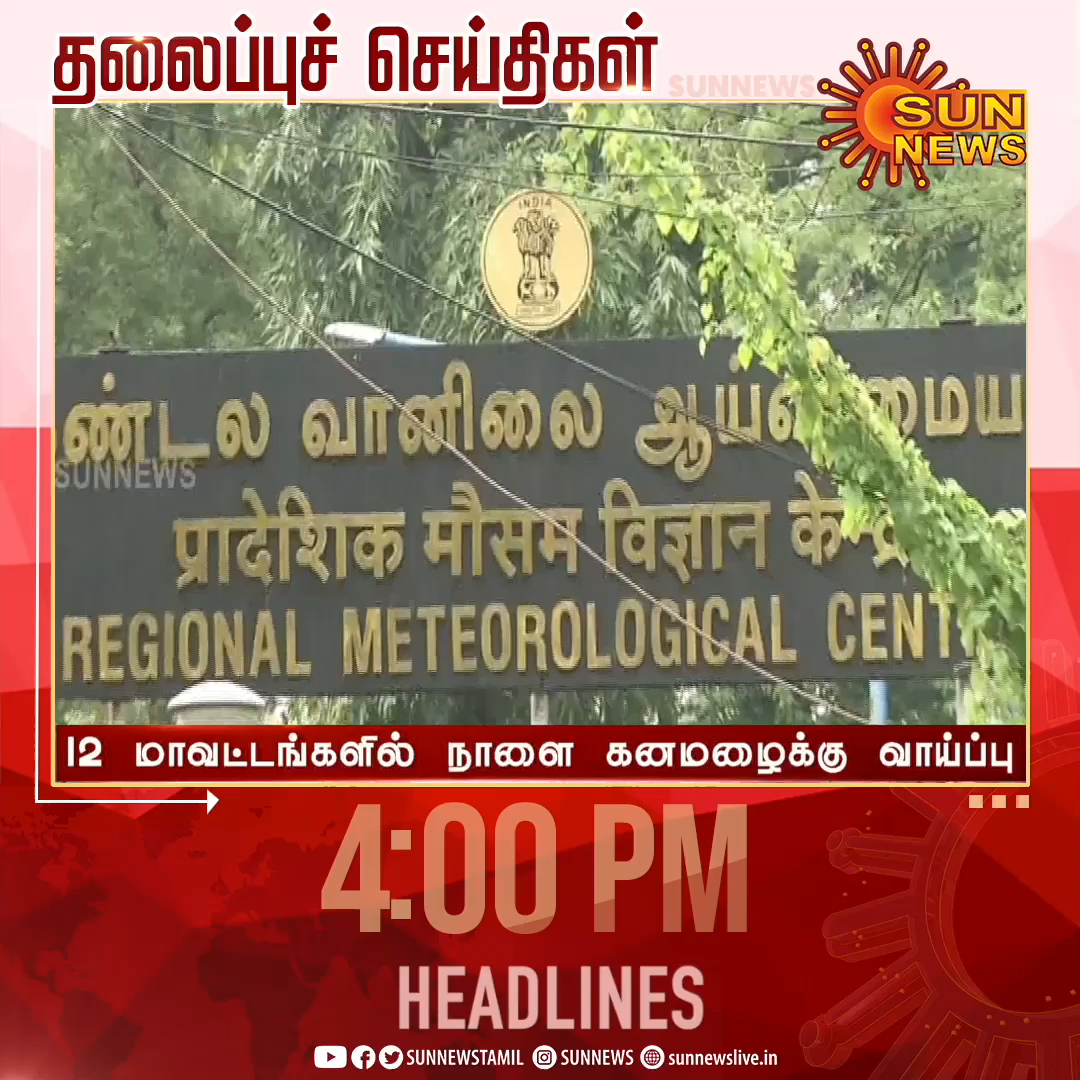 தலைப்புச் செய்திகள்
SUNNEWS
SUN
NEWS
INDIA
ண்டல வானிலை ஆய்வு மைய
SUNNEWS
प्रादेशिक मौसम विज्ञान केन्द्र
REGIONAL METEOROLOGICAL CENT
12 மாவட்டங்களில் நாளை கனமழைக்கு வாய்ப்பு
4:00 PM
HEADLINES
SUNNEWSTAMIL SUNNEWS sunnewslive.in